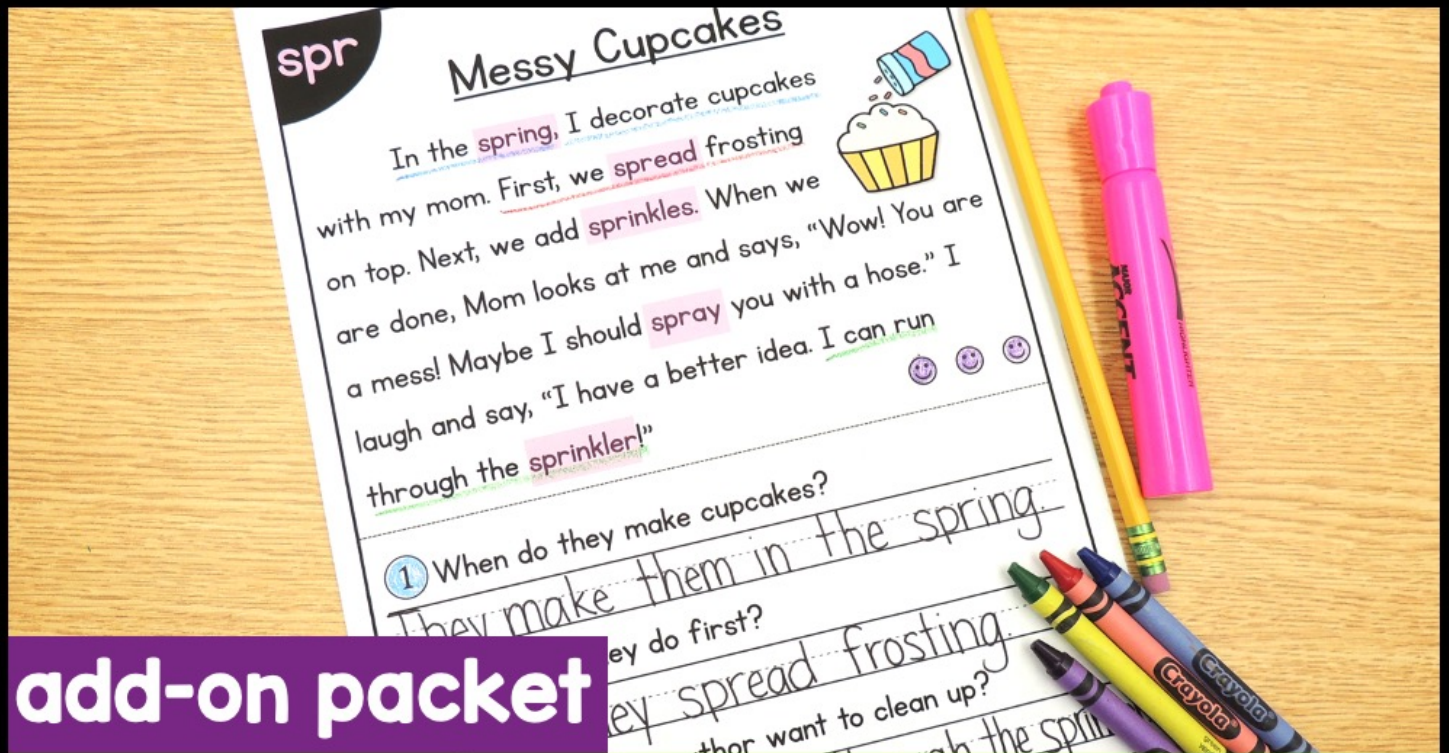 spr
Messy Cupcakes
In the spring, I decorate cupcakes
with my mom. First, we spread frosting
on top. Next, we add sprinkles. When we
are done, Mom looks at me and says, “Wow! You are
a mess! Maybe I should spray you with a hose.” I
laugh and say, “I have a better idea. I can run
through the sprinkler!”
1 When do they make cupcakes?
They make them in the spring.
do first?
spread frosting.
want to clean up?
the
add-on packet
MAJOR
ACCENT
HIGHLIGHTER
Crayola
Crayola